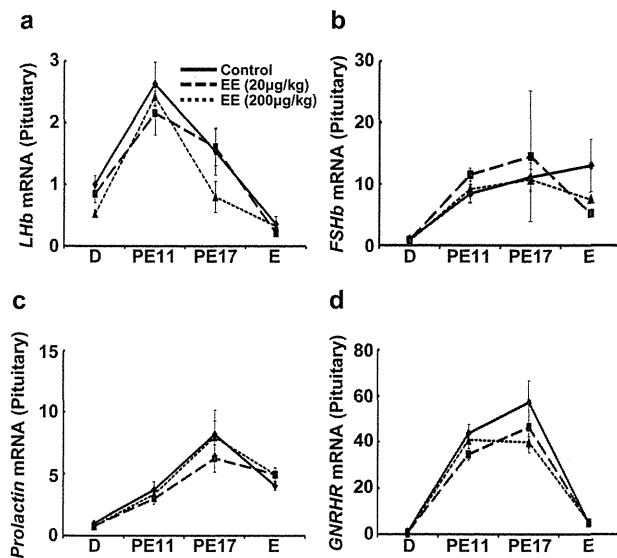 a
LHb mRNA (Pituitary)
3
2
1
0
D PE11 PE17 E
Control
EE (20μg/kg)
EE (200μg/kg)
b
FSHb mRNA (Pituitary)
30
20
10
0
D PE11 PE17 E
c
Prolactin mRNA (Pituitary)
15
10
5
0
D PE11 PE17 E
d
GNRHR mRNA (Pituitary)
80
60
40
20
0
D PE11 PE17 E